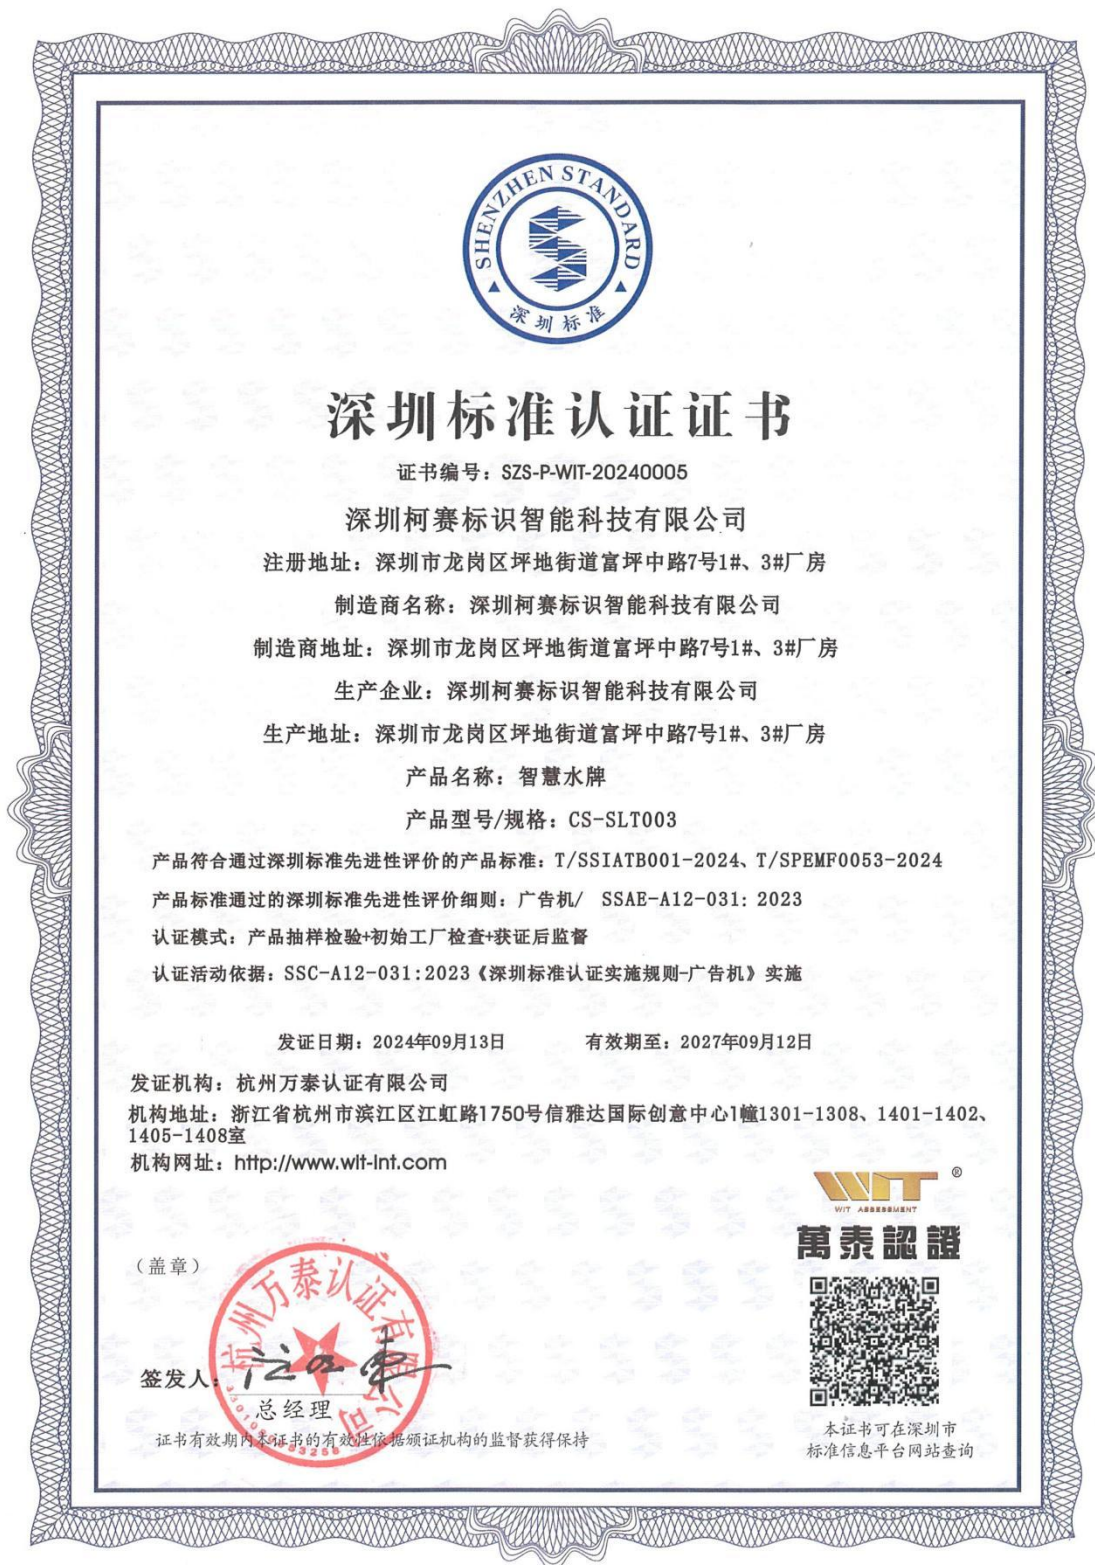 SHENZHEN STANDARD
深圳标准
深圳标准认证证书
证书编号：SZS-P-WIT-20240005
深圳柯赛标识智能科技有限公司
注册地址：深圳市龙岗区坪地街道富坪中路7号1#、3#厂房
制造商名称：深圳柯赛标识智能科技有限公司
制造商地址：深圳市龙岗区坪地街道富坪中路7号1#、3#厂房
生产企业：深圳柯赛标识智能科技有限公司
生产地址：深圳市龙岗区坪地街道富坪中路7号1#、3#厂房
产品名称：智慧水牌
产品型号/规格：CS-SLT003
产品符合通过深圳标准先进性评价的产品标准：T/SSIATB001-2024、T/SPEMF0053-2024
产品标准通过的深圳标准先进性评价细则：广告机/ SSAE-A12-031: 2023
认证模式：产品抽样检验+初始工厂检查+获证后监督
认证活动依据：SSC-A12-031:2023《深圳标准认证实施规则-广告机》实施
发证日期：2024年09月13日 有效期至：2027年09月12日
发证机构：杭州万泰认证有限公司
机构地址：浙江省杭州市滨江区江虹路1750号信雅达国际创意中心1幢1301-1308、1401-1402、
1405-1408室
机构网址：http://www.wit-int.com
WIT ®
WIT ASSESSMENT
萬泰認證
（盖章）
杭州万泰认证有限公司
签发人：
总经理
证书有效期内本证书的有效性依据颁证机构的监督获得保持
本证书可在深圳市
标准信息平台网站查询